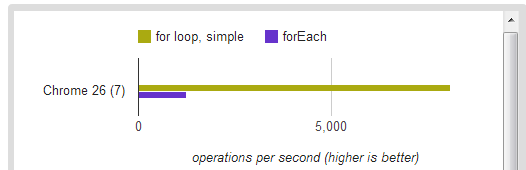 for loop, simple forEach
Chrome 26 (7)
0 5,000
operations per second (higher is better)